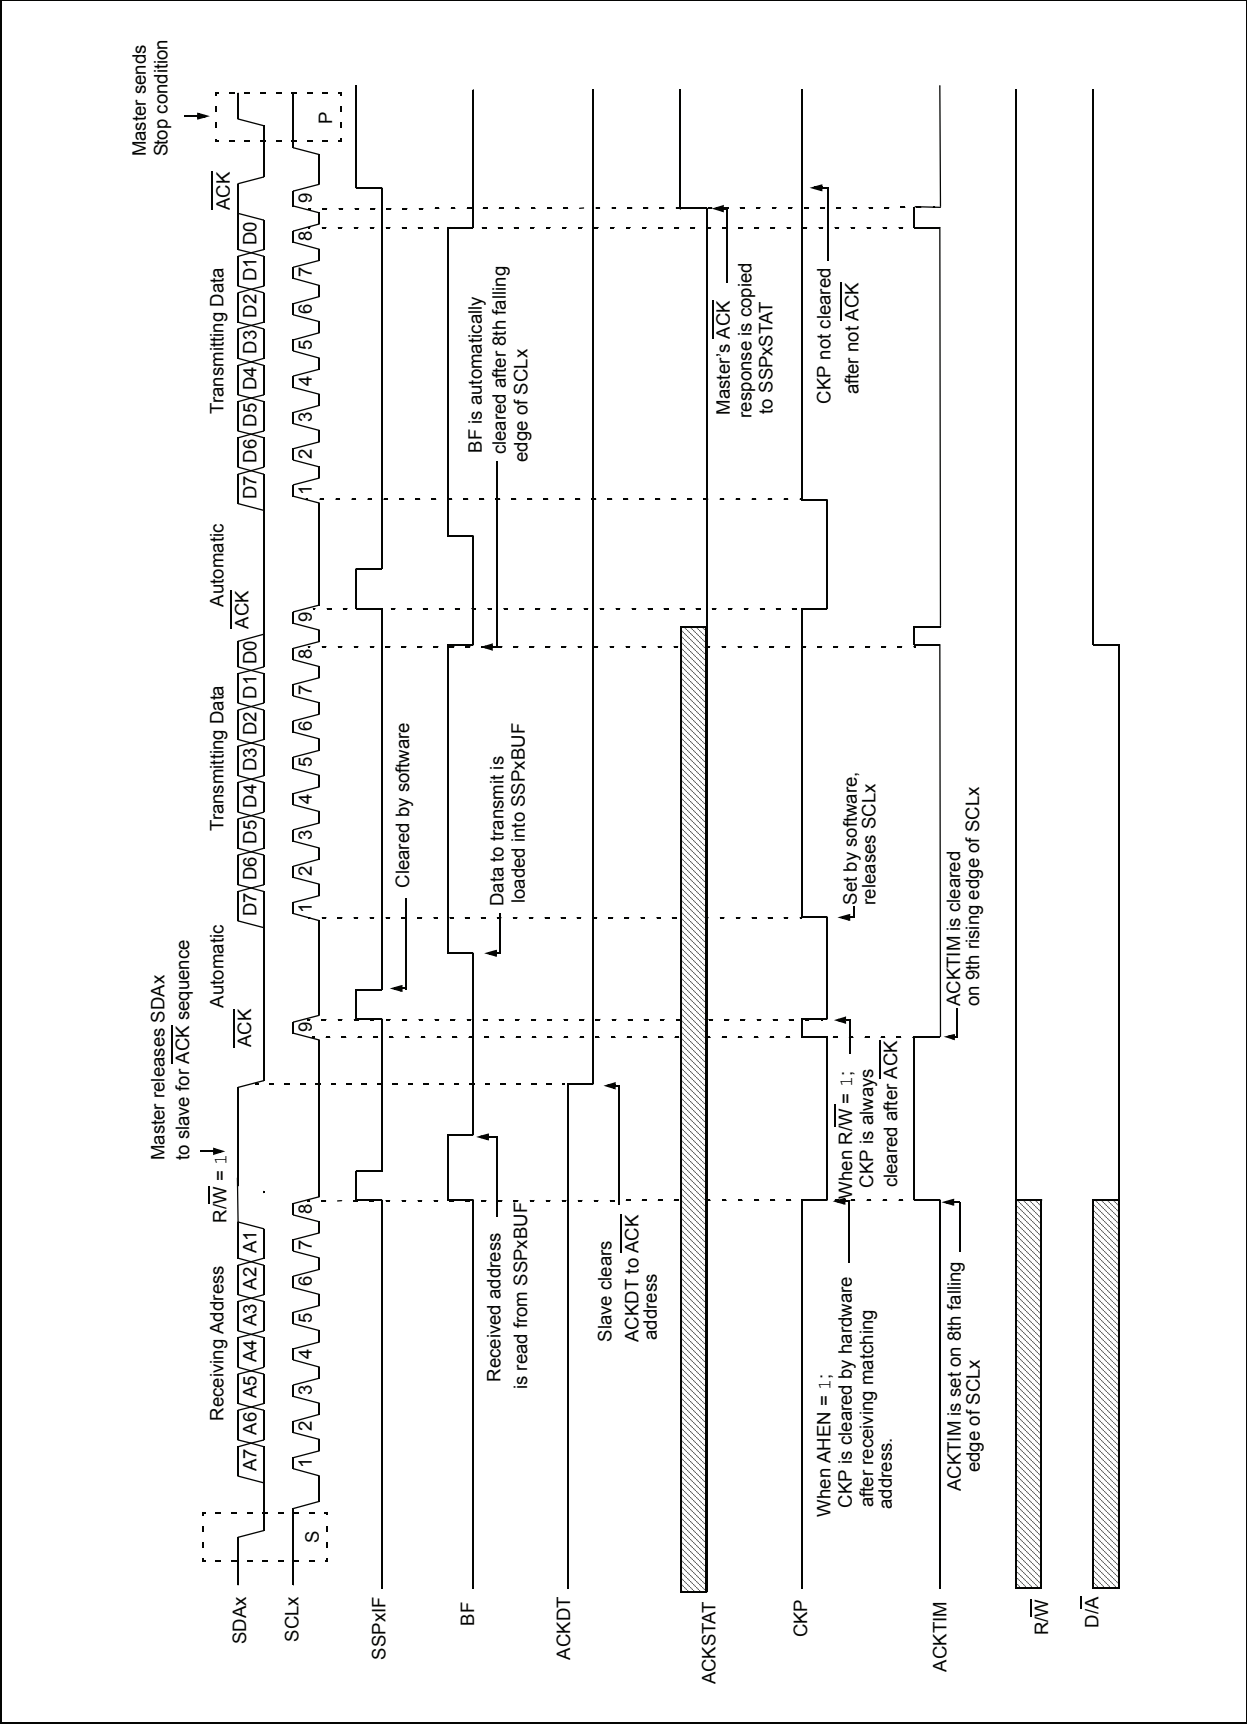 Master releases SDAx
to slave for ACK sequence
Master sends
Stop condition
Receiving Address
R/W = 1
ACK
Automatic
Transmitting Data
ACK
Automatic
Transmitting Data
ACK
SDAx
A7 A6 A5 A4 A3 A2 A1
D7 D6 D5 D4 D3 D2 D1 D0
D7 D6 D5 D4 D3 D2 D1 D0
SCLx
S
1 2 3 4 5 6 7 8 9
1 2 3 4 5 6 7 8 9
1 2 3 4 5 6 7 8 9
P
SSPxIF
Cleared by software
BF
Received address
is read from SSPxBUF
Data to transmit is
loaded into SSPxBUF
BF is automatically
cleared after 8th falling
edge of SCLx
ACKDT
Slave clears
ACKDT to ACK
address
ACKSTAT
Master's ACK
response is copied
to SSPxSTAT
CKP
When AHEN = 1;
CKP is cleared by hardware
after receiving matching
address.
When R/W = 1;
CKP is always
cleared after ACK
Set by software,
releases SCLx
CKP not cleared
after not ACK
ACKTIM
ACKTIM is set on 8th falling
edge of SCLx
ACKTIM is cleared
on 9th rising edge of SCLx
R/W
D/A